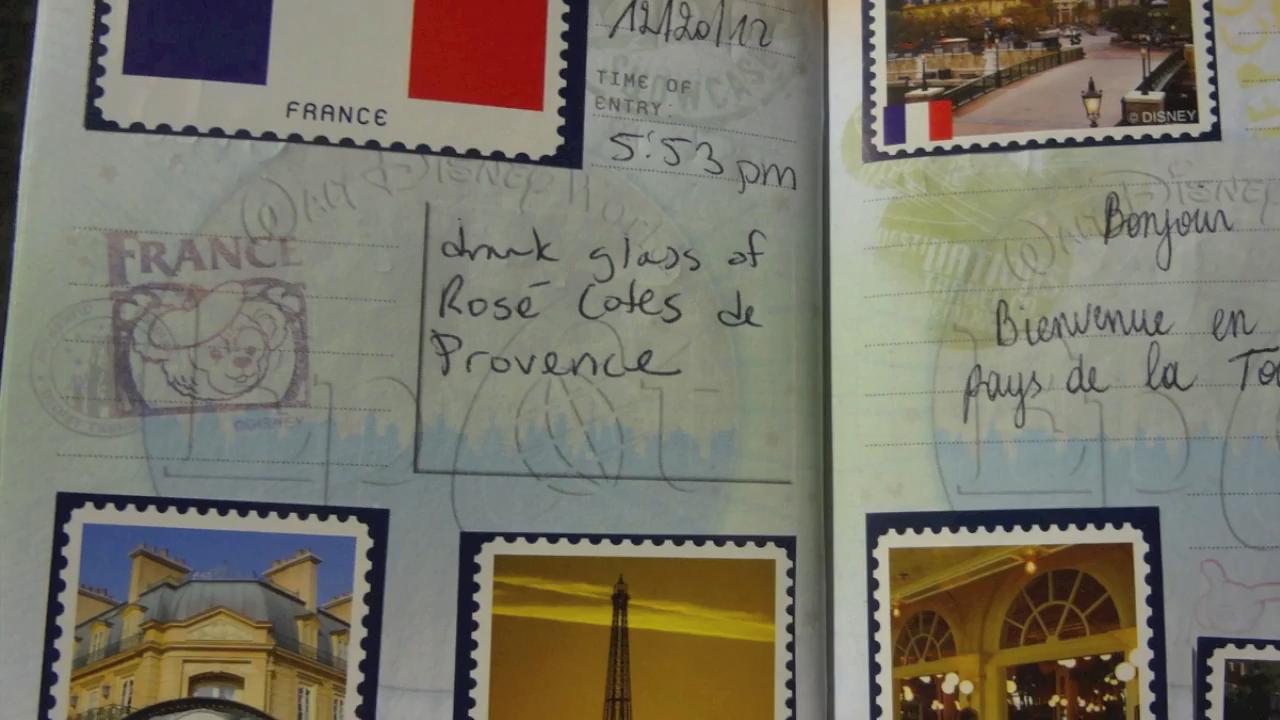 12/20/12
TIME OF
ENTRY:
5:53 pm
FRANCE
FRANCE
©DISNEY
drank glass of
Rosé Cotes de
Provence
© DISNEY
Bonjour
Bienvenue en
pays de la